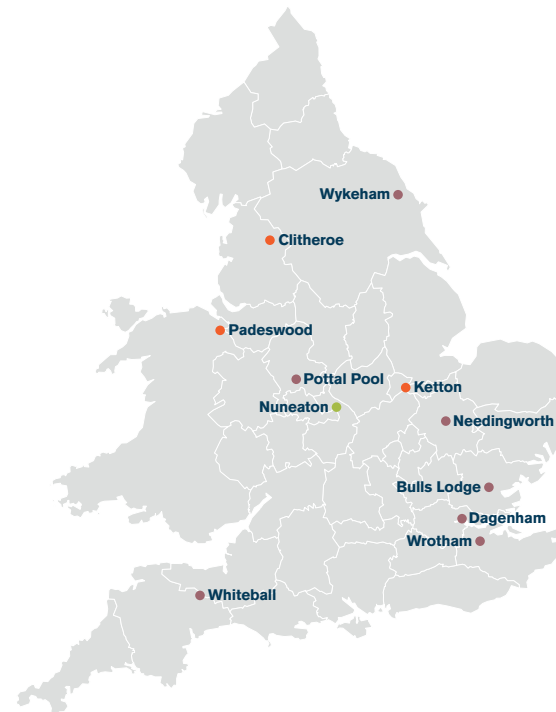 Wykeham
Clitheroe
Padeswood
Pottal Pool
Ketton
Nuneaton
Needingworth
Bulls Lodge
Dagenham
Wrotham
Whiteball